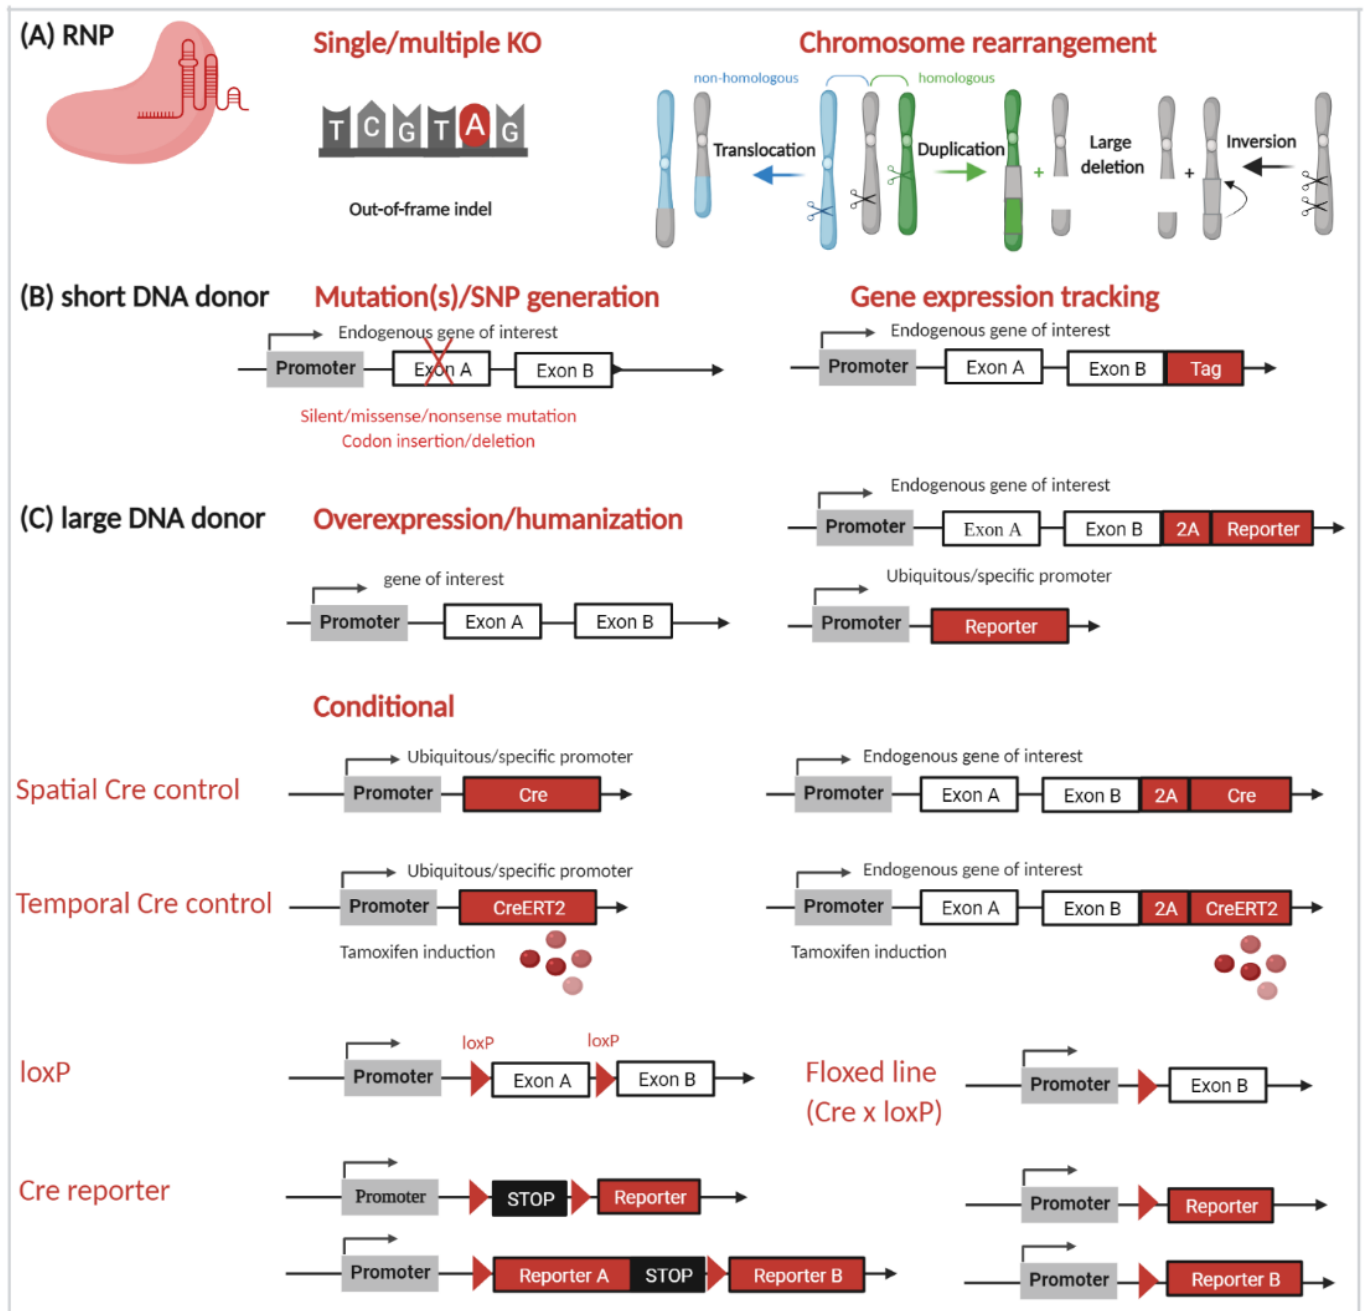 (A) RNP
Single/multiple KO
Chromosome rearrangement
non-homologous
homologous
T C G T A G
Translocation
Duplication
+
Large
deletion
+
Inversion
Out-of-frame indel
(B) short DNA donor
Mutation(s)/SNP generation
Gene expression tracking
Endogenous gene of interest
Promoter
Exon A
Exon B
Silent/missense/nonsense mutation
Codon insertion/deletion
Endogenous gene of interest
Promoter
Exon A
Exon B
Tag
(C) large DNA donor
Overexpression/humanization
gene of interest
Promoter
Exon A
Exon B
Endogenous gene of interest
Promoter
Exon A
Exon B
2A
Reporter
Ubiquitous/specific promoter
Promoter
Reporter
Conditional
Spatial Cre control
Ubiquitous/specific promoter
Promoter
Cre
Endogenous gene of interest
Promoter
Exon A
Exon B
2A
Cre
Temporal Cre control
Ubiquitous/specific promoter
Promoter
CreERT2
Tamoxifen induction
Endogenous gene of interest
Promoter
Exon A
Exon B
2A
CreERT2
Tamoxifen induction
loxP
loxP
loxP
Promoter
Exon A
Exon B
Floxed line
(Cre x loxP)
Promoter
Exon B
Cre reporter
Promoter
STOP
Reporter
Promoter
Reporter
Promoter
Reporter A
STOP
Reporter B
Promoter
Reporter B